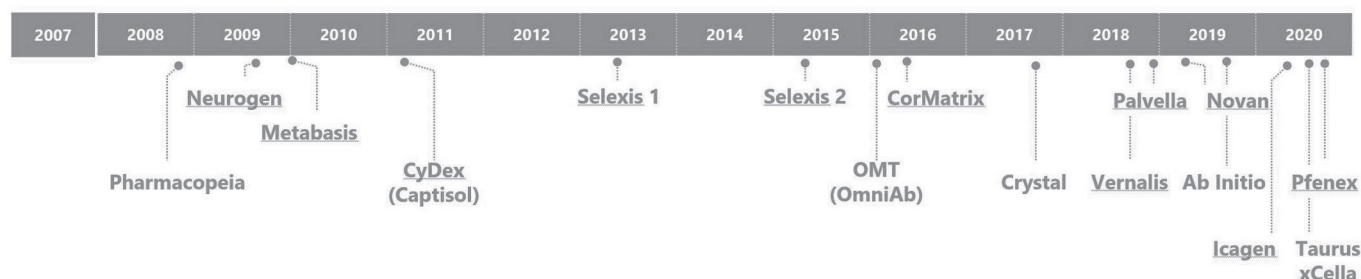 2007 2008 2009 2010 2011 2012 2013 2014 2015 2016 2017 2018 2019 2020
Neurogen Selexis 1 Selexis 2 CorMatrix Palvella Novan
Metabasis
Pharmacopeia CyDex OMT Crystal Vernalis Ab Initio Pfenex
(Captisol) (OmniAb)
Icagen Taurus
xCella